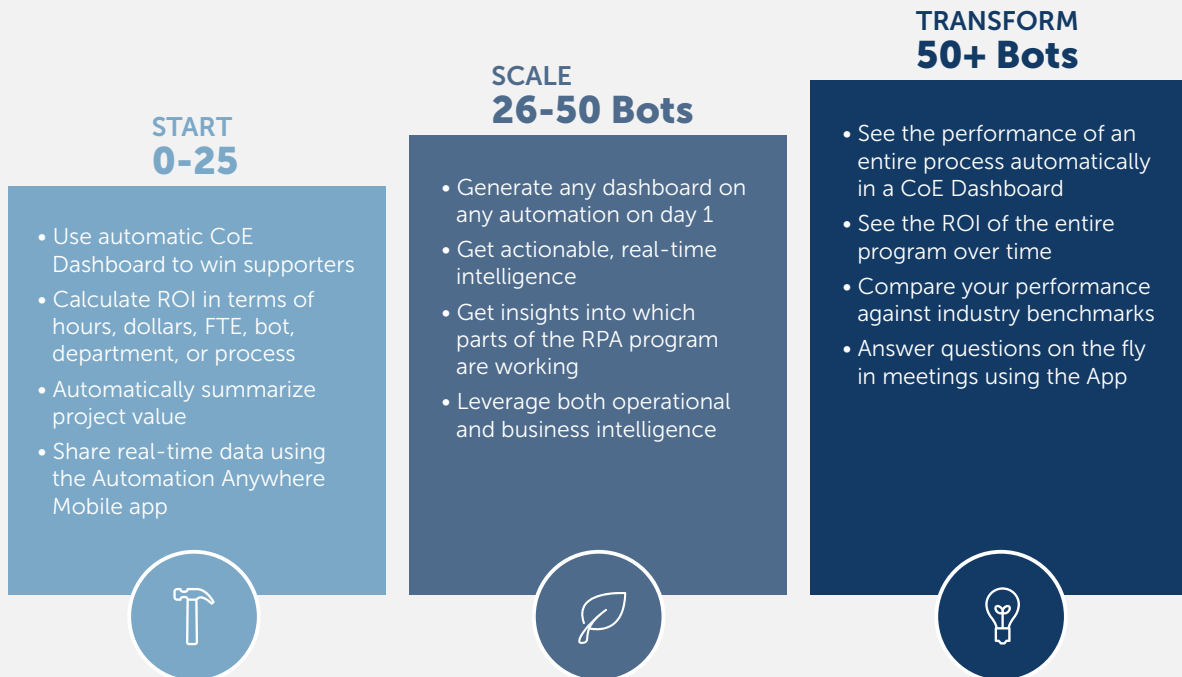 START
0-25
• Use automatic CoE
Dashboard to win supporters
• Calculate ROI in terms of
hours, dollars, FTE, bot,
department, or process
• Automatically summarize
project value
• Share real-time data using
the Automation Anywhere
Mobile app
SCALE
26-50 Bots
• Generate any dashboard on
any automation on day 1
• Get actionable, real-time
intelligence
• Get insights into which
parts of the RPA program
are working
• Leverage both operational
and business intelligence
TRANSFORM
50+ Bots
• See the performance of an
entire process automatically
in a CoE Dashboard
• See the ROI of the entire
program over time
• Compare your performance
against industry benchmarks
• Answer questions on the fly
in meetings using the App